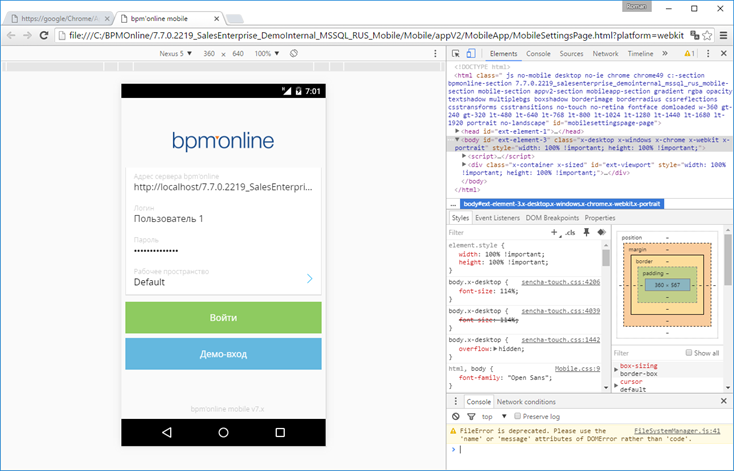 Roman
https://google/Chrome/A
bpm'online mobile
file:///C:/BPMOnline/7.7.0.2219_SalesEnterprise_DemoInternal_MSSQL_RUS_Mobile/Mobile/appV2/MobileApp/MobileSettingsPage.html?platform=webkit
Nexus 5 360 × 640 100%
Elements Console Sources Network Timeline 1
7:01
bpm'online
Адрес сервера bpm'online
http://localhost/7.7.0.2219_SalesEnterpri...
Логин
Пользователь 1
Пароль
••••••••••••••
Рабочее пространство
Default
Войти
Демо-вход
bpm'online mobile v7.x
<!DOCTYPE html>
<html class=" js no-mobile desktop no-ie chrome chrome49 c:-section
bpmonline-section 7.7.0.2219_salesenterprise_demointernal_mssql_rus_mobile-
section mobile-section appv2-section mobileapp-section gradient rgba opacity
textshadow multiplebgs boxshadow borderimage borderradius cssreflections
csstransforms csstransitions no-touch no-retina fontface domloaded w-360 gt-
240 gt-320 lt-480 lt-640 lt-768 lt-800 lt-1024 lt-1280 lt-1440 lt-1680 lt-
1920 portrait no-landscape" id="mobilesettingspage-page">
<head id="ext-element-1">…</head>
<body id="ext-element-3" class="x-desktop x-windows x-chrome x-webkit x-
portrait" style="width: 100% !important; height: 100% !important;">
<script>…</script>
<div class="x-container x-sized" id="ext-viewport" style="width: 100%
!important; height: 100% !important;">…</div>
</body>
</html>
... body#ext-element-3.x-desktop.x-windows.x-chrome.x-webkit.x-portrait
Styles Event Listeners DOM Breakpoints Properties
Filter .cls
element.style {
width: 100% !important;
height: 100% !important;
}
body.x-desktop { sencha-touch.css:4206
font-size: 114%;
}
body.x-desktop { sencha-touch.css:4039
font-size: 114%;
}
body.x-desktop { sencha-touch.css:1442
overflow: hidden;
}
html, body { Mobile.css:9
font-family: "Open Sans";
}
position –
margin –
border –
padding –
360 × 567
–
Filter Show all
box-sizing
border-box
cursor
default
Console Network conditions
top Preserve log
FileError is deprecated. Please use the FileSystemManager.js:41
'name' or 'message' attributes of DOMError rather than 'code'.